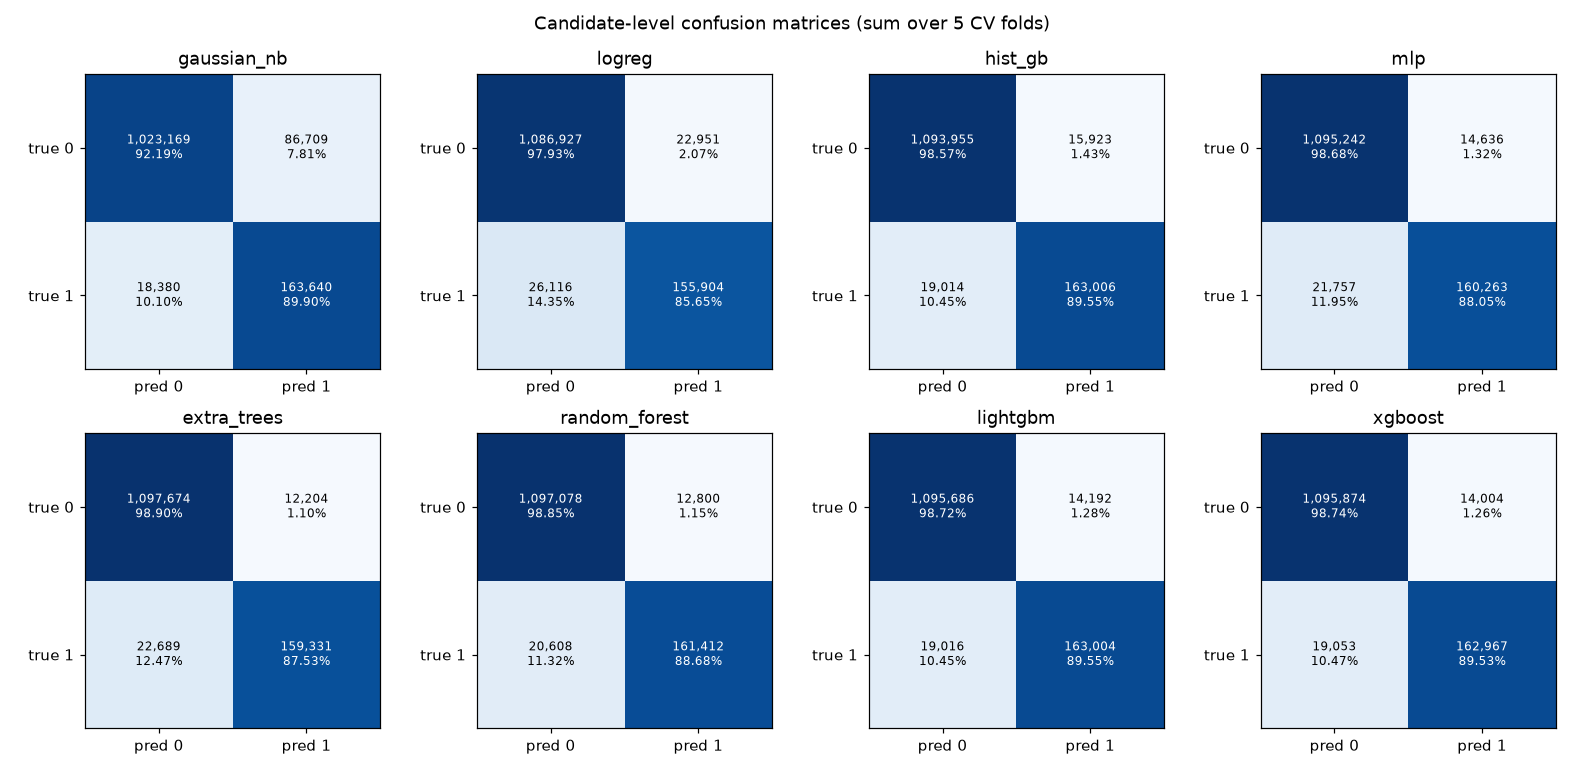 Candidate-level confusion matrices (sum over 5 CV folds)
gaussian_nb
true 0
1,023,169
92.19%
86,709
7.81%
true 1
18,380
10.10%
163,640
89.90%
pred 0
pred 1
logreg
true 0
1,086,927
97.93%
22,951
2.07%
true 1
26,116
14.35%
155,904
85.65%
pred 0
pred 1
hist_gb
true 0
1,093,955
98.57%
15,923
1.43%
true 1
19,014
10.45%
163,006
89.55%
pred 0
pred 1
mlp
true 0
1,095,242
98.68%
14,636
1.32%
true 1
21,757
11.95%
160,263
88.05%
pred 0
pred 1
extra_trees
true 0
1,097,674
98.90%
12,204
1.10%
true 1
22,689
12.47%
159,331
87.53%
pred 0
pred 1
random_forest
true 0
1,097,078
98.85%
12,800
1.15%
true 1
20,608
11.32%
161,412
88.68%
pred 0
pred 1
lightgbm
true 0
1,095,686
98.72%
14,192
1.28%
true 1
19,016
10.45%
163,004
89.55%
pred 0
pred 1
xgboost
true 0
1,095,874
98.74%
14,004
1.26%
true 1
19,053
10.47%
162,967
89.53%
pred 0
pred 1